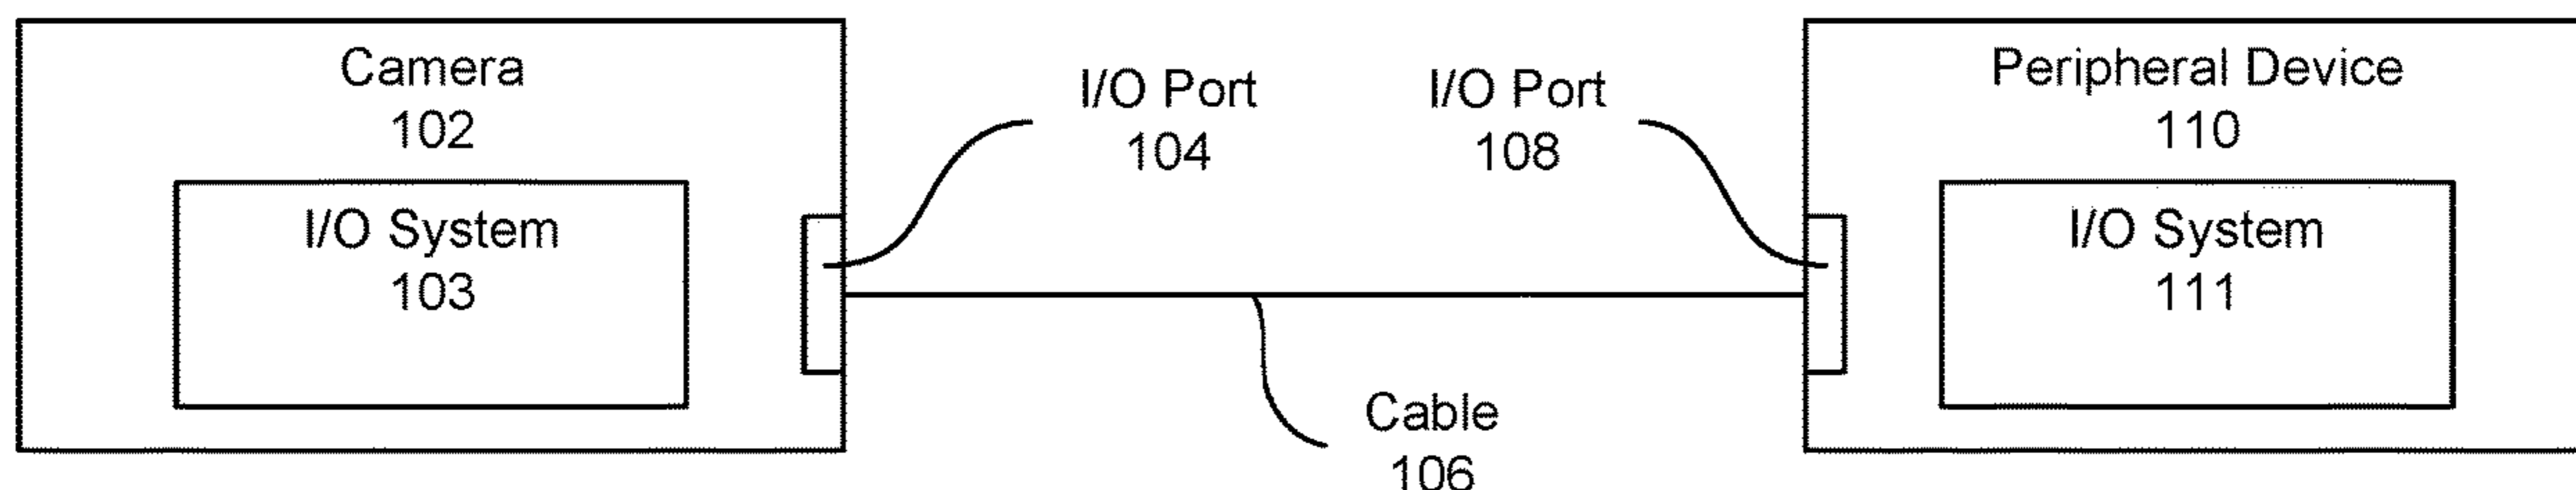 Camera
102
I/O System
103
I/O Port
104
I/O Port
108
Cable
106
Peripheral Device
110
I/O System
111